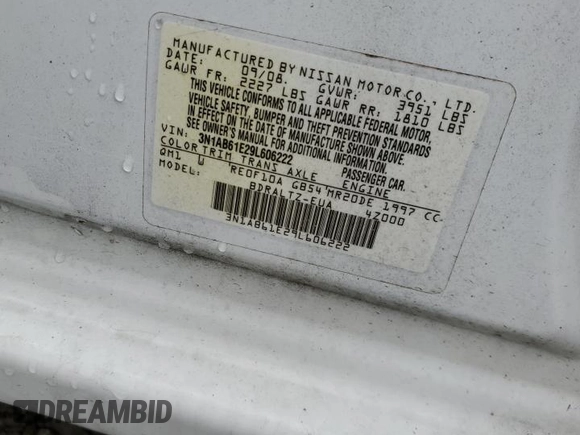 MANUFACTURED BY NISSAN MOTOR CO., LTD.
DATE: 09/08. GVWR: 3951 LBS
GAWR FR: 2227 LBS GAWR RR: 1810 LBS
THIS VEHICLE CONFORMS TO ALL APPLICABLE FEDERAL MOTOR
VEHICLE SAFETY, BUMPER AND THEFT PREVENTION STANDARDS
IN EFFECT ON THE DATE OF MANUFACTURE SHOWN ABOVE.
SEE OWNER'S MANUAL FOR ADDITIONAL INFORMATION.
VIN: 3N1AB61E29L606222 PASSENGER CAR.
COLOR TRIM TRANS AXLE ENGINE
QM1 W RE0F10A GB54 MR20DE 1997 CC
MODEL: BDRALTZ-EUA 4Z000
3N1AB61E29L606222
DREAMBID